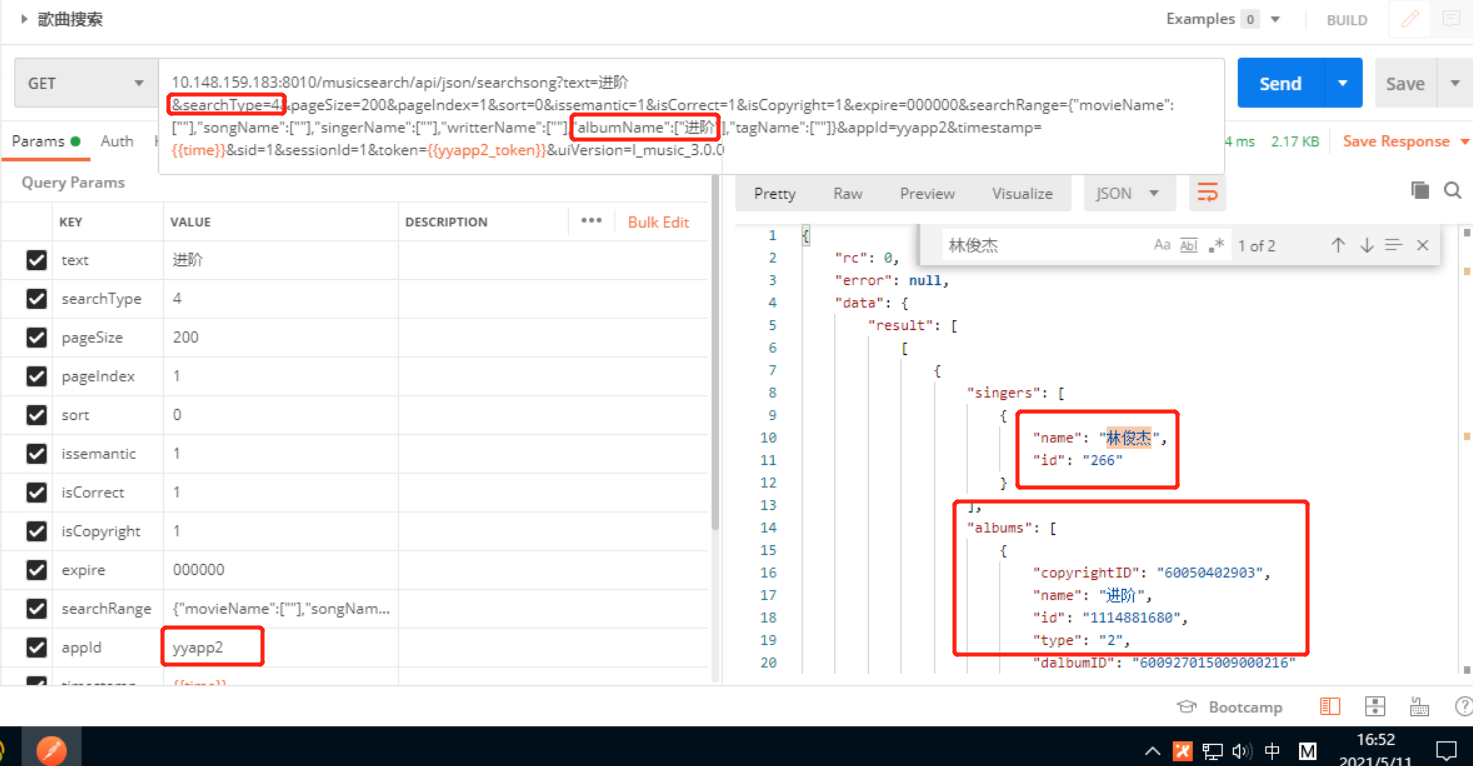 歌曲搜索
Examples 0
BUILD
GET
10.148.159.183:8010/musicsearch/api/json/searchsong?text=进阶
&searchType=4&pageSize=200&pageIndex=1&sort=0&issemantic=1&isCorrect=1&isCopyright=1&expire=000000&searchRange={"movieName":
[""],"songName":[""],"singerName":[""],"writterName":[""],"albumName":["进阶"],"tagName":[""]}&appId=yyapp2&timestamp=
{{time}}&sid=1&sessionId=1&token={{yyapp2_token}}&uiVersion=I_music_3.0.0
Send
Save
Params
Auth
4 ms
2.17 KB
Save Response
Query Params
KEY VALUE DESCRIPTION ••• Bulk Edit
text 进阶
searchType 4
pageSize 200
pageIndex 1
sort 0
issemantic 1
isCorrect 1
isCopyright 1
expire 000000
searchRange {"movieName":[""],"songNam...
appId yyapp2
timestamp {{time}}
Pretty Raw Preview Visualize JSON
林俊杰 Aa Abl .* 1 of 2
1 {
2 "rc": 0,
3 "error": null,
4 "data": {
5 "result": [
6 [
7 {
8 "singers": [
9 {
10 "name": "林俊杰",
11 "id": "266"
12 }
13 ],
14 "albums": [
15 {
16 "copyrightID": "60050402903",
17 "name": "进阶",
18 "id": "1114881680",
19 "type": "2",
20 "dalbumID": "600927015009000216"
Bootcamp
中 M
16:52
2021/5/11